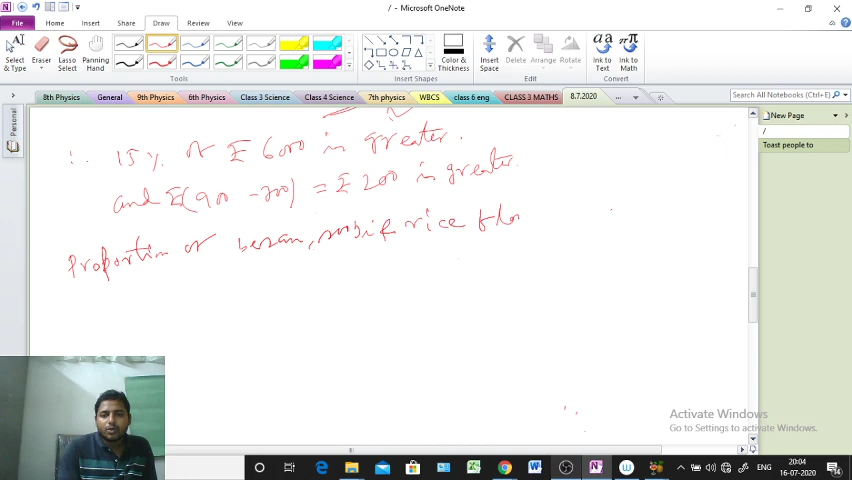 / - Microsoft OneNote
File Home Insert Draw Review View
Select & Type Eraser Lasso Select Panning Hand Color & Thickness Insert Space Delete Arrange Rotate Ink to Text Ink to Math
Tools Insert Shapes Edit Convert
8th Physics General 9th Physics 6th Physics Class 3 Science Class 4 Science 7th physics WBCS class 6 eng CLASS 3 MATHS 8.7.2020 ... Search All Notebooks (Ctrl+E)
Personal
New Page
/
Toast people to
∴ 15% of ₤ 6000 is greater.
and ₤(900 - 700) = ₤ 200 is greater.
Proportion of besan, subji & rice flo
Activate Windows
Go to Settings to activate Windows.
ENG 20:04
16-07-2020
14